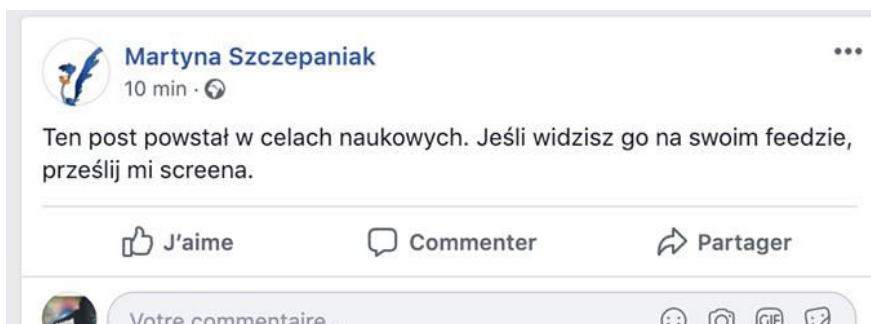 Martyna Szczepaniak
10 min ·
Ten post powstał w celach naukowych. Jeśli widzisz go na swoim feedzie,
prześlij mi screena.
J'aime Commenter Partager
Votre commentaire... GIF